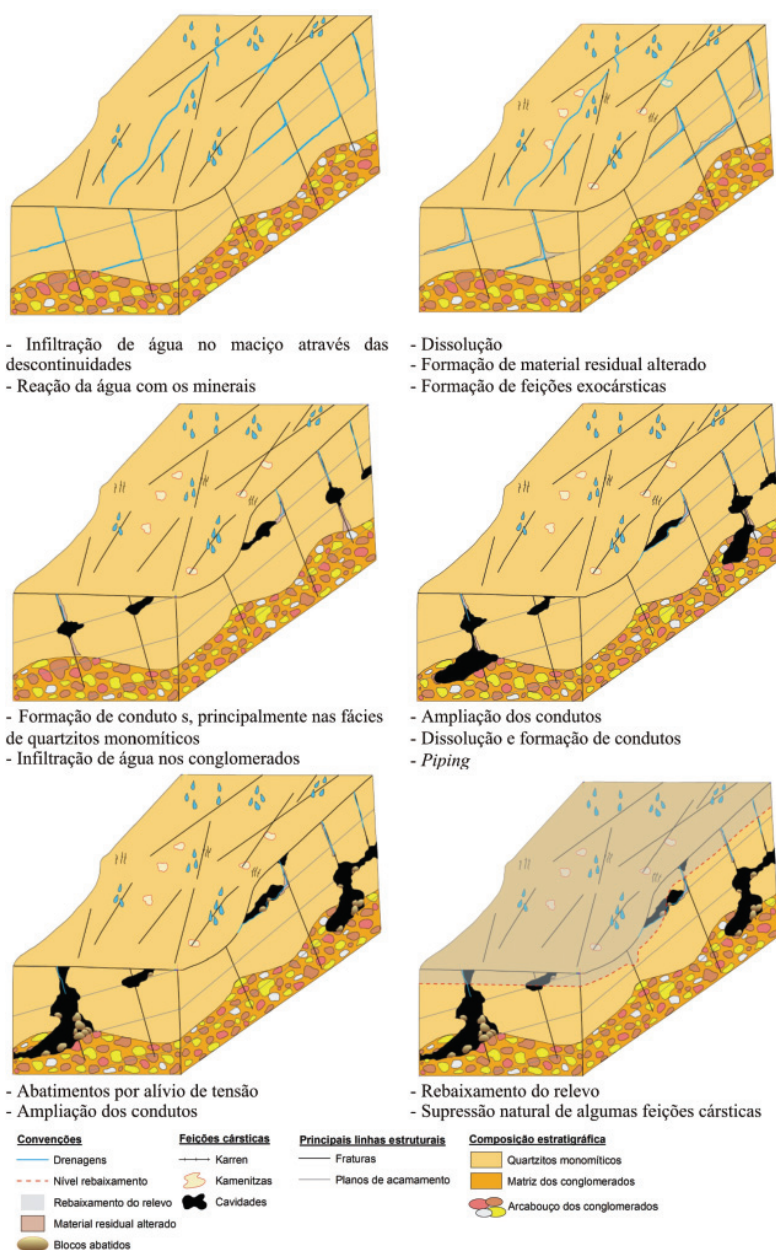 - Infiltração de água no maciço através das
descontinuidades
- Reação da água com os minerais
- Dissolução
- Formação de material residual alterado
- Formação de feições exocársticas
- Formação de conduto s, principalmente nas fácies
de quartzitos monomíticos
- Infiltração de água nos conglomerados
- Ampliação dos condutos
- Dissolução e formação de condutos
- Piping
- Abatimentos por alívio de tensão
- Ampliação dos condutos
- Rebaixamento do relevo
- Supressão natural de algumas feições cársticas
Convenções
Drenagens
Nível rebaixamento
Rebaixamento do relevo
Material residual alterado
Blocos abatidos
Feições cársticas
Karren
Kamenitzas
Cavidades
Principais linhas estruturais
Fraturas
Planos de acamamento
Composição estratigráfica
Quartzitos monomíticos
Matriz dos conglomerados
Arcabouço dos conglomerados